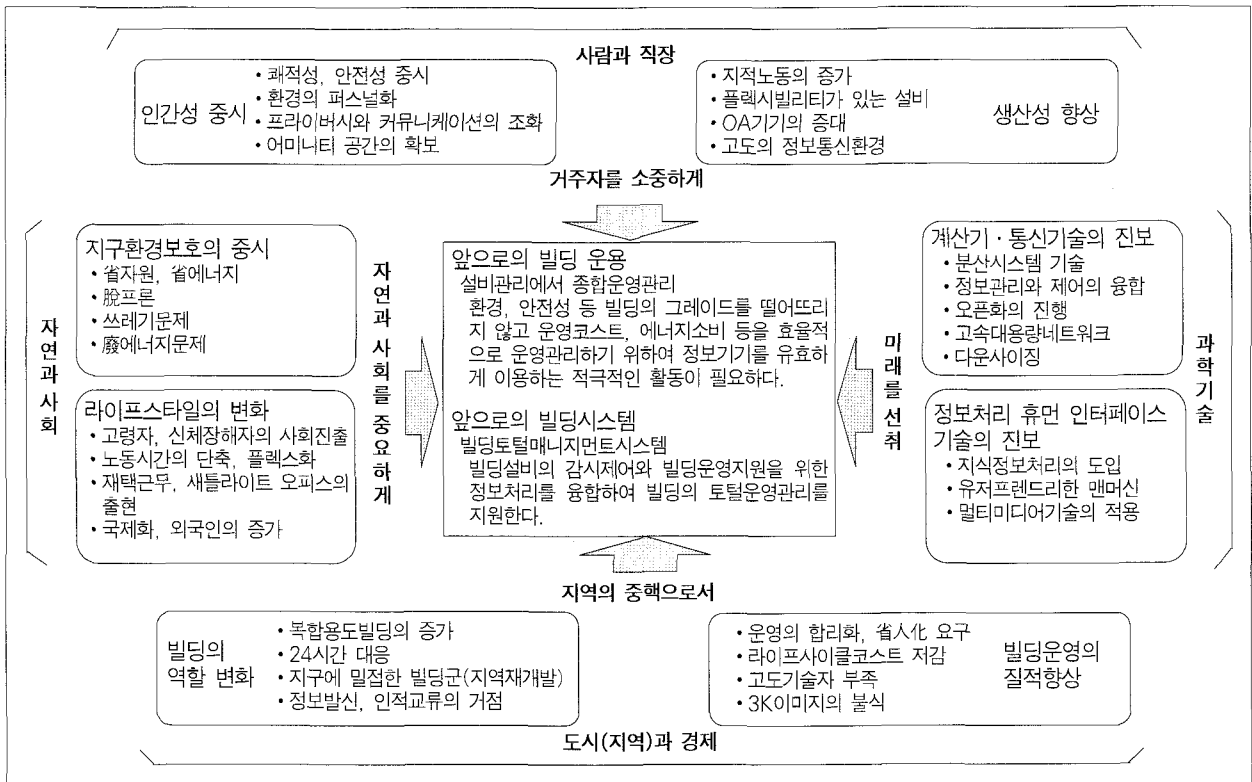 사람과 직장
인간성 중시
• 쾌적성, 안전성 중시
• 환경의 퍼스널화
• 프라이버시와 커뮤니케이션의 조화
• 어미니티 공간의 확보
• 지적노동의 증가
• 플렉시빌리티가 있는 설비
• OA기기의 증대
• 고도의 정보통신환경
생산성 향상
거주자를 소중하게
자연과 사회
지구환경보호의 중시
• 省자원, 省에너지
• 脫프론
• 쓰레기문제
• 廢에너지문제
라이프스타일의 변화
• 고령자, 신체장해자의 사회진출
• 노동시간의 단축, 플렉스화
• 재택근무, 새틀라이트 오피스의
출현
• 국제화, 외국인의 증가
자연과 사회를 중요하게
앞으로의 빌딩 운용
설비관리에서 종합운영관리
환경, 안전성 등 빌딩의 그레이드를 떨어뜨리
지 않고 운영코스트, 에너지소비 등을 효율적
으로 운영관리하기 위하여 정보기기를 유효하
게 이용하는 적극적인 활동이 필요하다.
앞으로의 빌딩시스템
빌딩토털매니지먼트시스템
빌딩설비의 감시제어와 빌딩운영지원을 위한
정보처리를 융합하여 빌딩의 토털운영관리를
지원한다.
미래를 선취
계산기·통신기술의 진보
• 분산시스템 기술
• 정보관리와 제어의 융합
• 오픈화의 진행
• 고속대용량네트워크
• 다운사이징
정보처리 휴먼 인터페이스
기술의 진보
• 지식정보처리의 도입
• 유저프렌드리한 맨머신
• 멀티미디어기술의 적용
과학기술
지역의 중핵으로서
빌딩의
역할 변화
• 복합용도빌딩의 증가
• 24시간 대응
• 지구에 밀접한 빌딩군(지역재개발)
• 정보발신, 인적교류의 거점
• 운영의 합리화, 省人化 요구
• 라이프사이클코스트 저감
• 고도기술자 부족
• 3K이미지의 불식
빌딩운영의
질적향상
도시(지역)과 경제